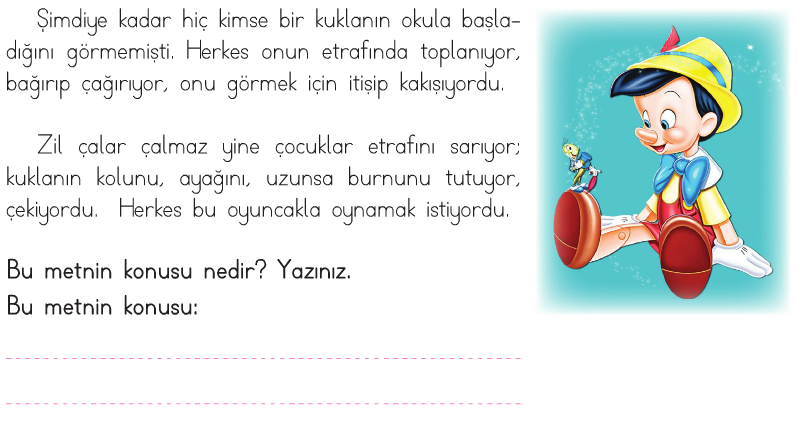 Şimdiye kadar hiç kimse bir kuklanın okula başla-
dığını görmemişti. Herkes onun etrafında toplanıyor,
bağırıp çağırıyor, onu görmek için itişip kakışıyordu.
Zil çalar çalmaz yine çocuklar etrafını sarıyor;
kuklanın kolunu, ayağını, uzunsa burnunu tutuyor,
çekiyordu. Herkes bu oyuncakla oynamak istiyordu.
Bu metnin konusu nedir? Yazınız.
Bu metnin konusu: